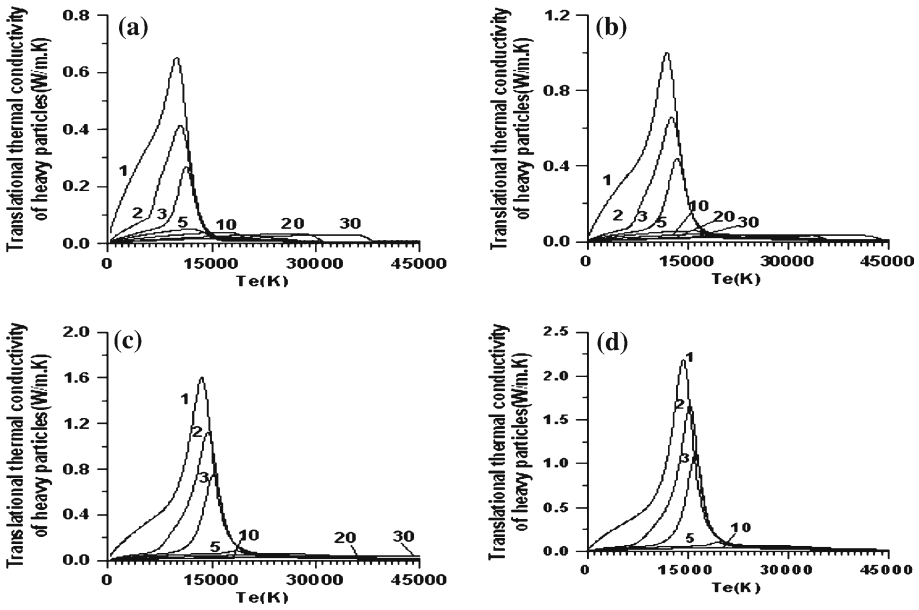 (a)
Translational thermal conductivity
of heavy particles(W/m.K)
0.8
0.6
0.4
0.2
0.0
1
2 3 5 10 20 30
0 15000 30000 45000
Te(K)
(b)
Translational thermal conductivity
of heavy particles(W/m.K)
1.2
0.8
0.4
0.0
1
2 3 5 10 20 30
0 15000 30000 45000
Te(K)
(c)
Translational thermal conductivity
of heavy particles(W/m.K)
2.0
1.6
1.2
0.8
0.4
0.0
1
2
3
5 10 20 30
0 15000 30000 45000
Te(K)
(d)
Translational thermal conductivity
of heavy particles(W/m.K)
2.5
2.0
1.5
1.0
0.5
0.0
1
2
3
5 10
0 15000 30000 45000
Te(K)